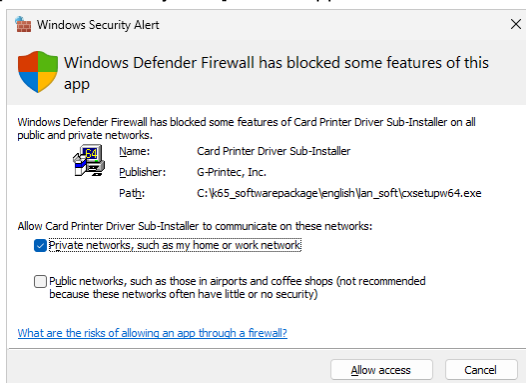 Windows Security Alert
Windows Defender Firewall has blocked some features of this
app
Windows Defender Firewall has blocked some features of Card Printer Driver Sub-Installer on all
public and private networks.
64
Name: Card Printer Driver Sub-Installer
Publisher: G-Printec, Inc.
Path: C:\k65_softwarepackage\english\lan_soft\cxsetupw64.exe
Allow Card Printer Driver Sub-Installer to communicate on these networks:
Private networks, such as my home or work network
Public networks, such as those in airports and coffee shops (not recommended
because these networks often have little or no security)
What are the risks of allowing an app through a firewall?
Allow access Cancel